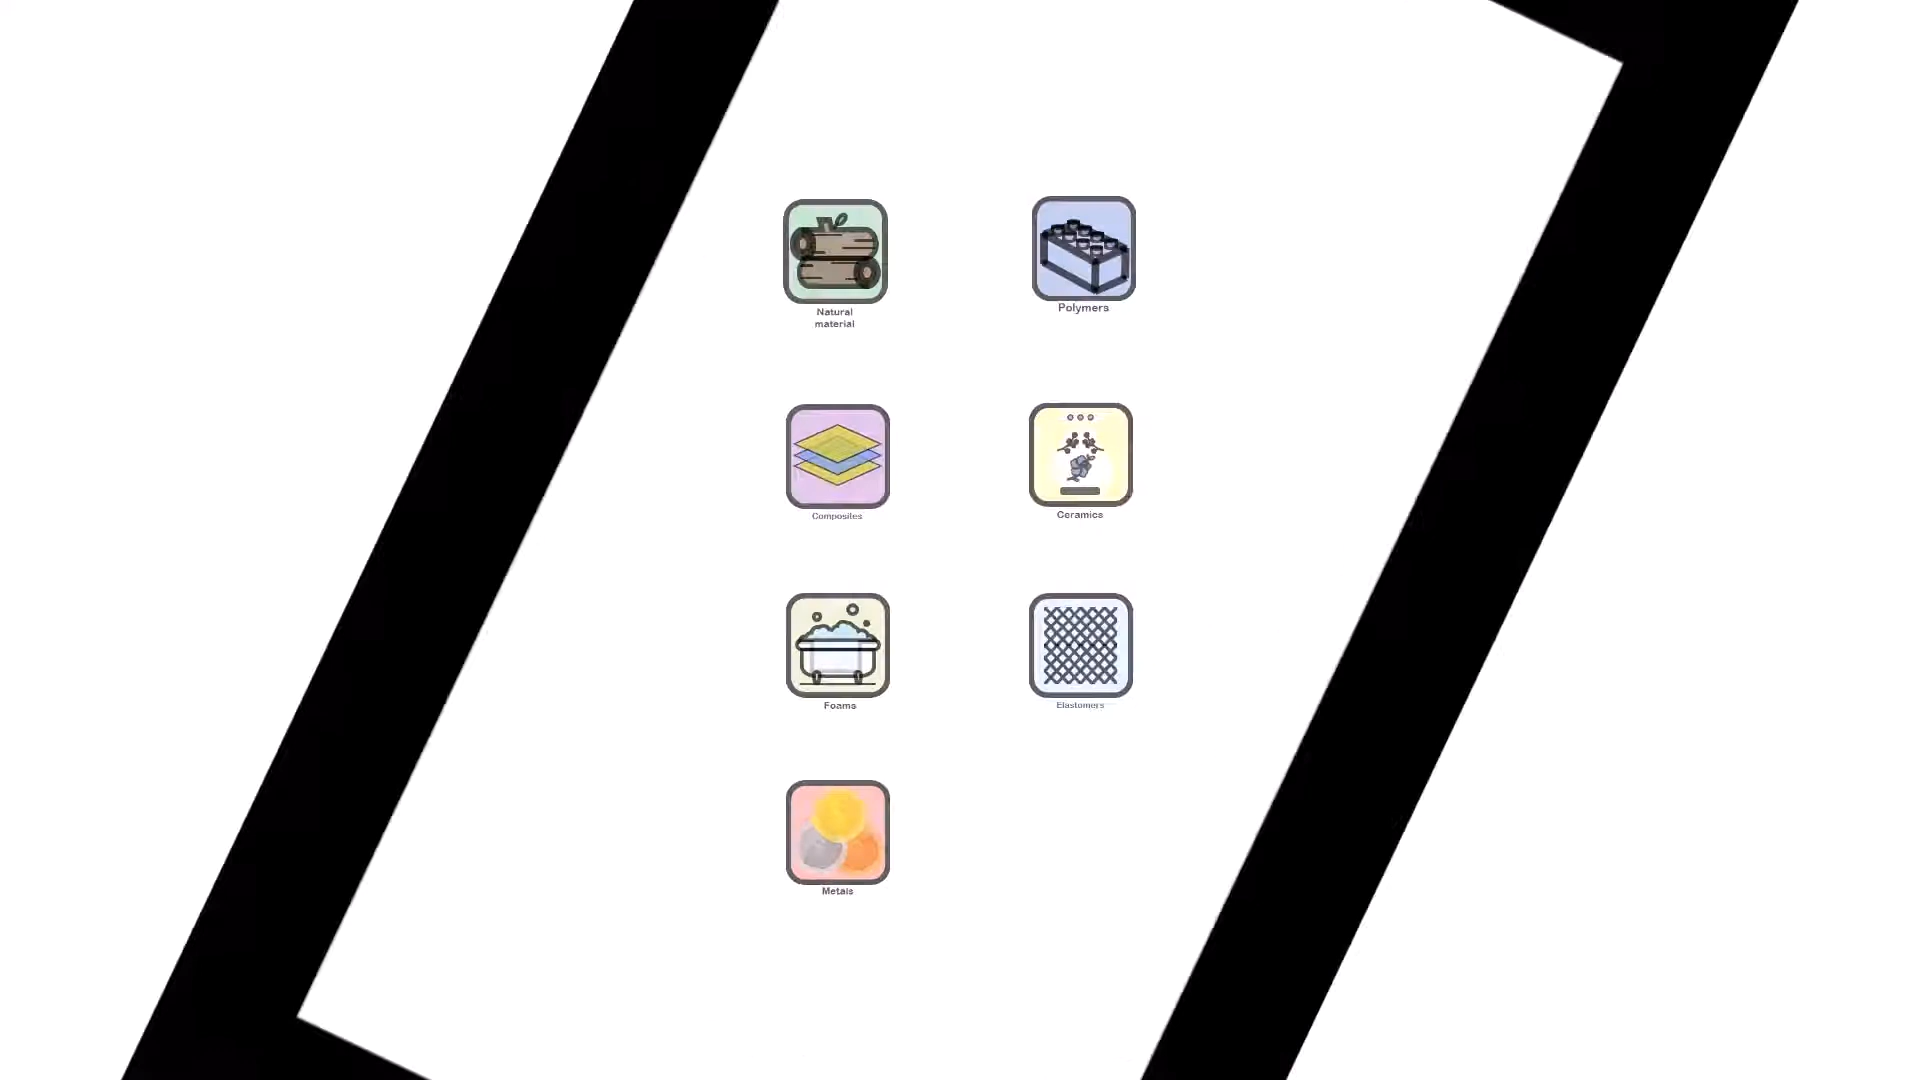 Natural
material
Polymers
Composites
Ceramics
Foams
Elastomers
Metals